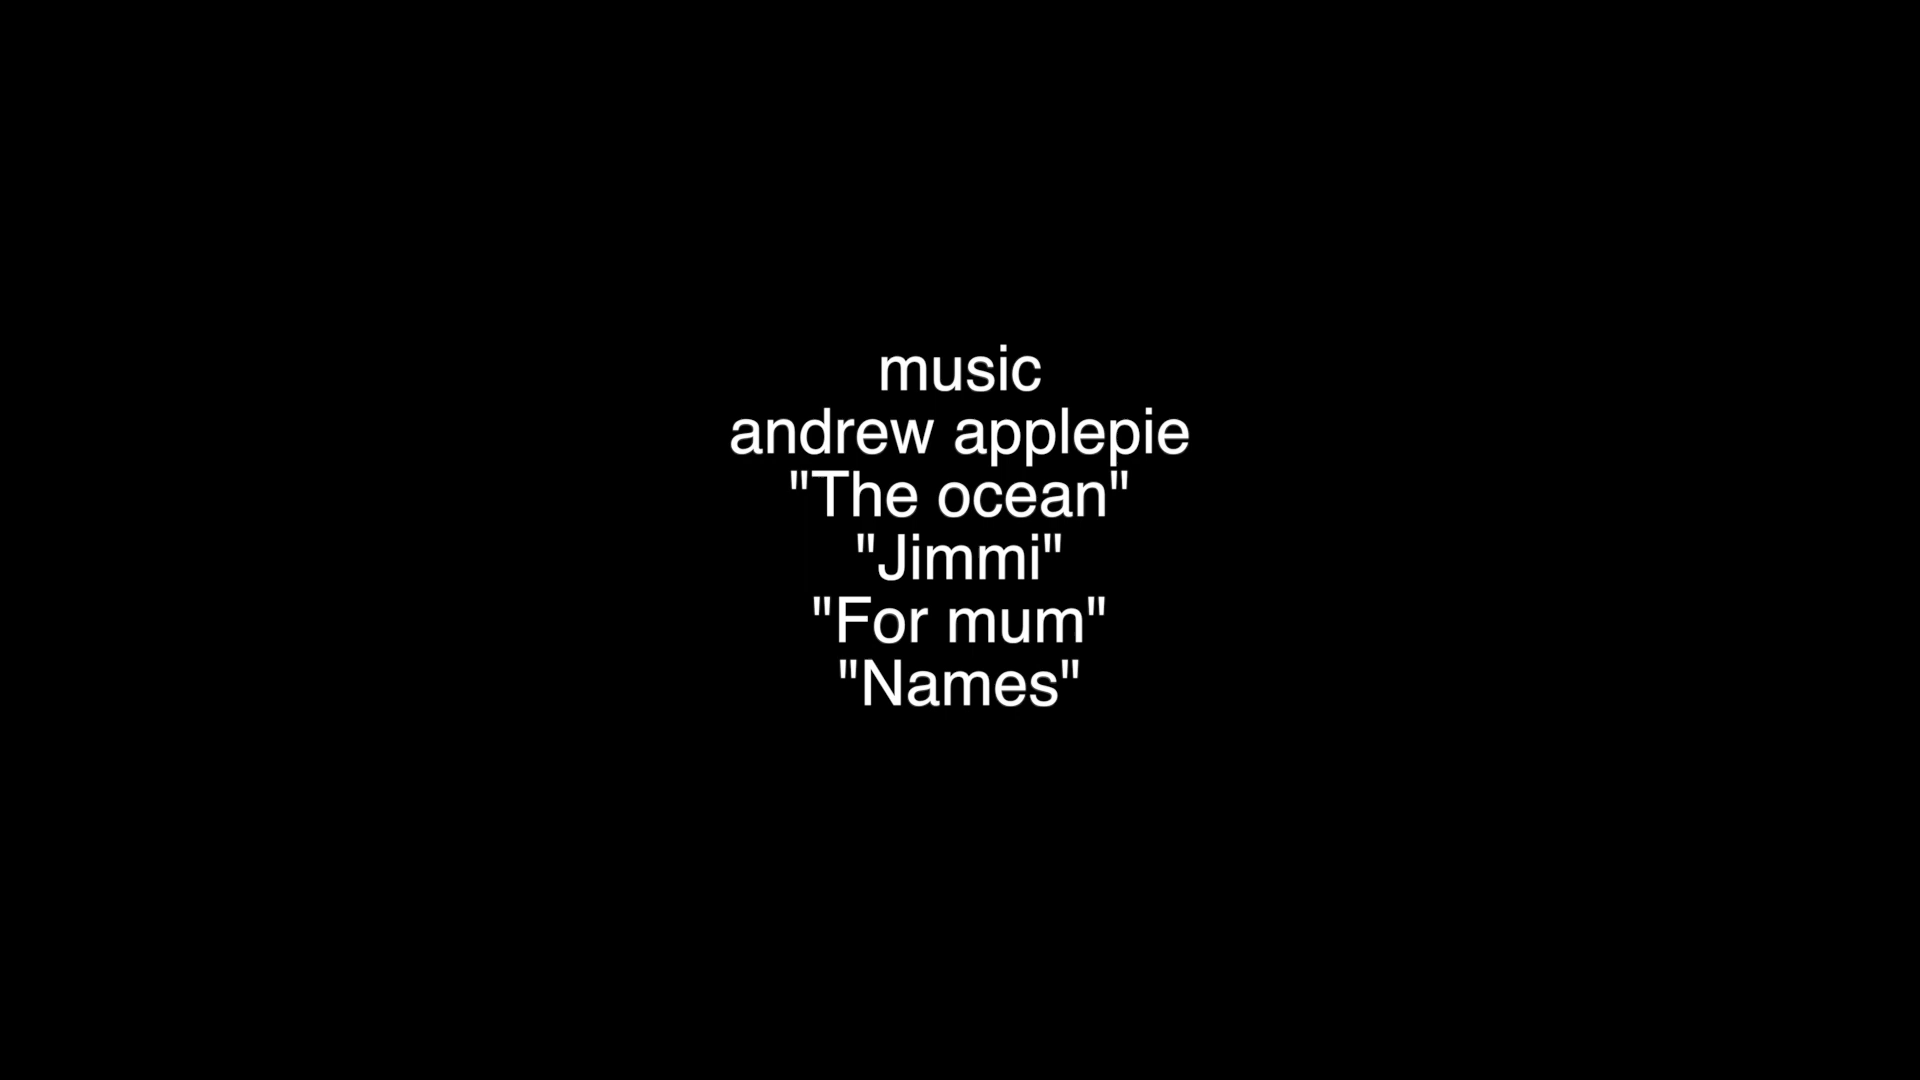 music
andrew applepie
"The ocean"
"Jimmi"
"For mum"
"Names"